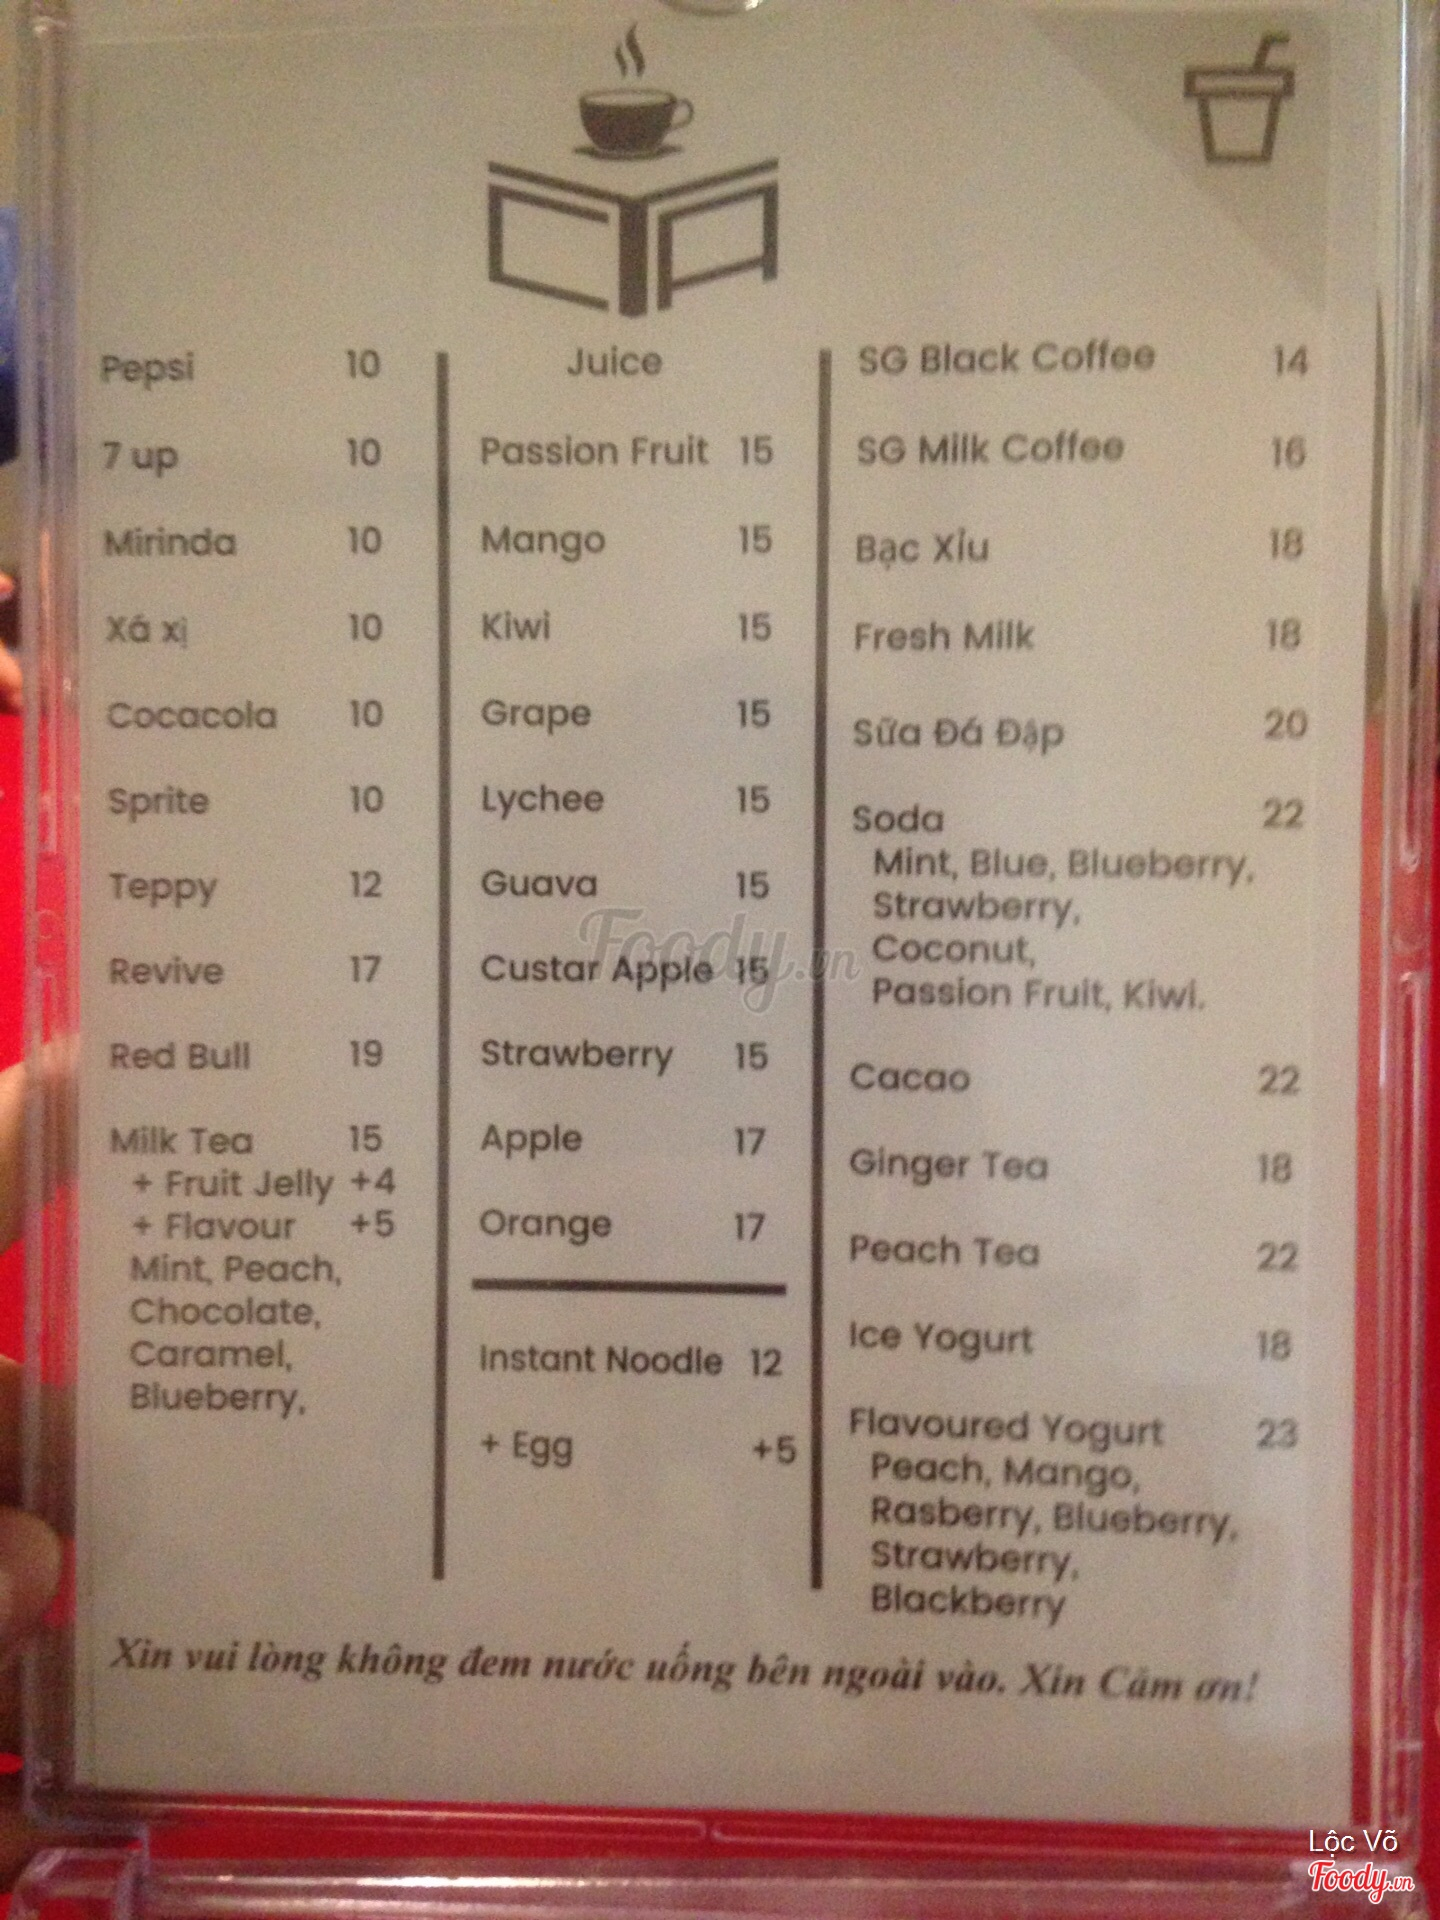 Pepsi 10
7 up 10
Mirinda 10
Xá xị 10
Cocacola 10
Sprite 10
Teppy 12
Revive 17
Red Bull 19
Milk Tea 15
+ Fruit Jelly +4
+ Flavour +5
Mint, Peach,
Chocolate,
Caramel,
Blueberry,
Juice
Passion Fruit 15
Mango 15
Kiwi 15
Grape 15
Lychee 15
Guava 15
Custar Apple 15
Strawberry 15
Apple 17
Orange 17
Instant Noodle 12
+ Egg +5
SG Black Coffee 14
SG Milk Coffee 16
Bạc Xỉu 18
Fresh Milk 18
Sữa Đá Đập 20
Soda 22
Mint, Blue, Blueberry,
Strawberry,
Coconut,
Passion Fruit, Kiwi.
Cacao 22
Ginger Tea 18
Peach Tea 22
Ice Yogurt 18
Flavoured Yogurt 23
Peach, Mango,
Rasberry, Blueberry,
Strawberry,
Blackberry
Xin vui lòng không đem nước uống bên ngoài vào. Xin Cảm ơn!
Foody.vn
Lộc Võ
Foody.vn